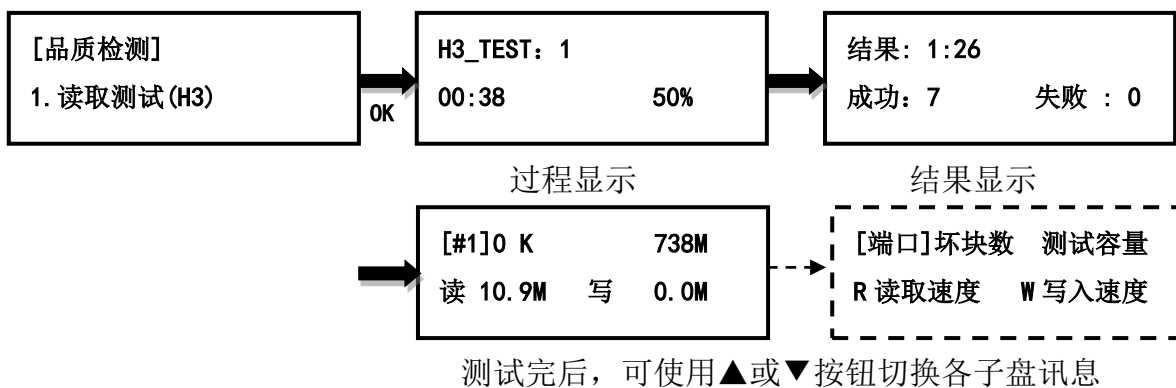 [品质检测]
1.读取测试(H3)
OK
H3_TEST：1
00:38 50%
结果：1:26
成功：7 失败 ：0
过程显示
结果显示
[#1]0 K 738M
读 10.9M 写 0.0M
[端口]坏块数 测试容量
R 读取速度 W 写入速度
测试完后，可使用▲或▼按钮切换各子盘讯息